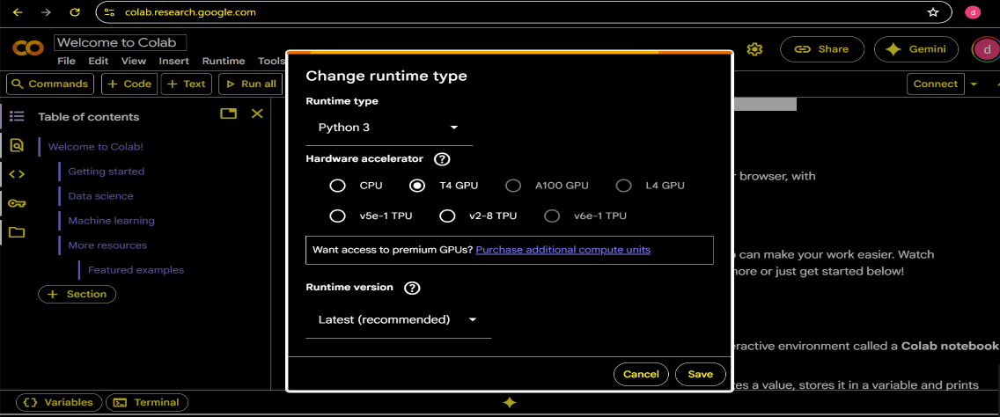 colab.research.google.com
d
Welcome to Colab
File Edit View Insert Runtime Tools
Share
Gemini
d
Commands
+ Code
+ Text
Run all
Connect
Table of contents
Welcome to Colab!
Getting started
Data science
Machine learning
More resources
Featured examples
+ Section
Change runtime type
Runtime type
Python 3
Hardware accelerator ?
CPU T4 GPU A100 GPU L4 GPU
v5e-1 TPU v2-8 TPU v6e-1 TPU
Want access to premium GPUs? Purchase additional compute units
Runtime version ?
Latest (recommended)
Cancel Save
browser, with
can make your work easier. Watch
or just get started below!
environment called a Colab notebook
a value, stores it in a variable and prints
Variables
Terminal